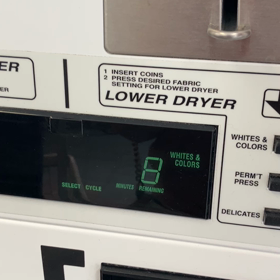 ER
1 INSERT COINS
2 PRESS DESIRED FABRIC
SETTING FOR LOWER DRYER
LOWER DRYER
WHITES &
COLORS
8
WHITES &
COLORS
SELECT CYCLE
MINUTES REMAINING
PERM'T
PRESS
DELICATES